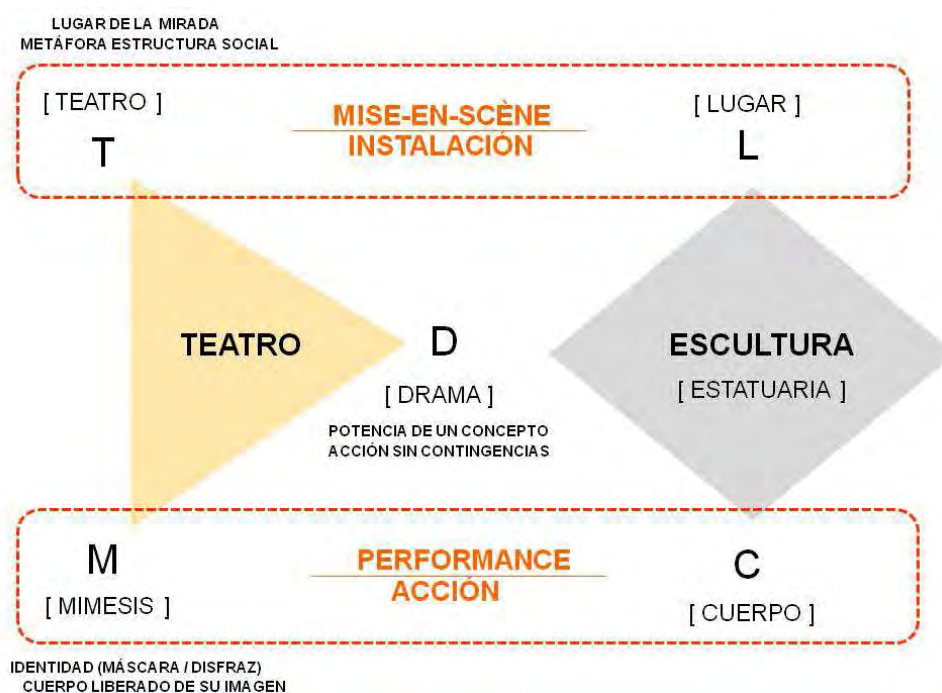 LUGAR DE LA MIRADA
METÁFORA ESTRUCTURA SOCIAL
[ TEATRO ]
T
MISE-EN-SCÈNE
INSTALACIÓN
[ LUGAR ]
L
TEATRO
D
[ DRAMA ]
POTENCIA DE UN CONCEPTO
ACCIÓN SIN CONTINGENCIAS
ESCULTURA
[ ESTATUARIA ]
M
[ MIMESIS ]
PERFORMANCE
ACCIÓN
C
[ CUERPO ]
IDENTIDAD (MÁSCARA / DISFRAZ)
CUERPO LIBERADO DE SU IMAGEN